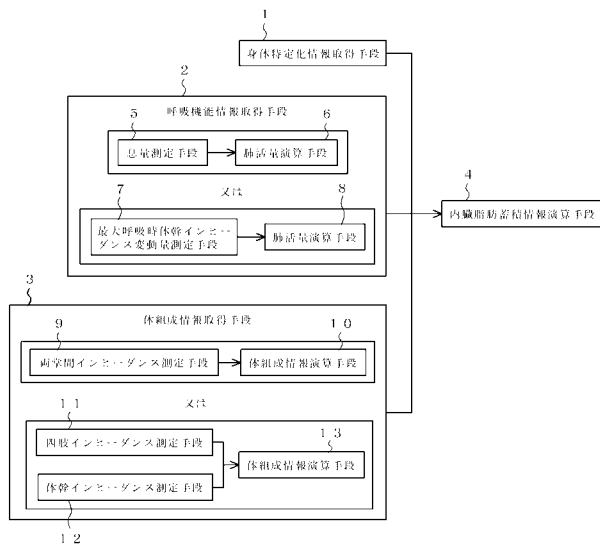 1
身体特定化情報取得手段
2
呼吸機能情報取得手段
5
6
息量測定手段
肺活量演算手段
又は
7
8
最大呼吸時体幹インピー
ダンス変動量測定手段
肺活量演算手段
4
内臓脂肪蓄積情報演算手段
3
体組成情報取得手段
9
10
両掌間インピーダンス測定手段
体組成情報演算手段
又は
11
四肢インピーダンス測定手段
13
体組成情報演算手段
体幹インピーダンス測定手段
12